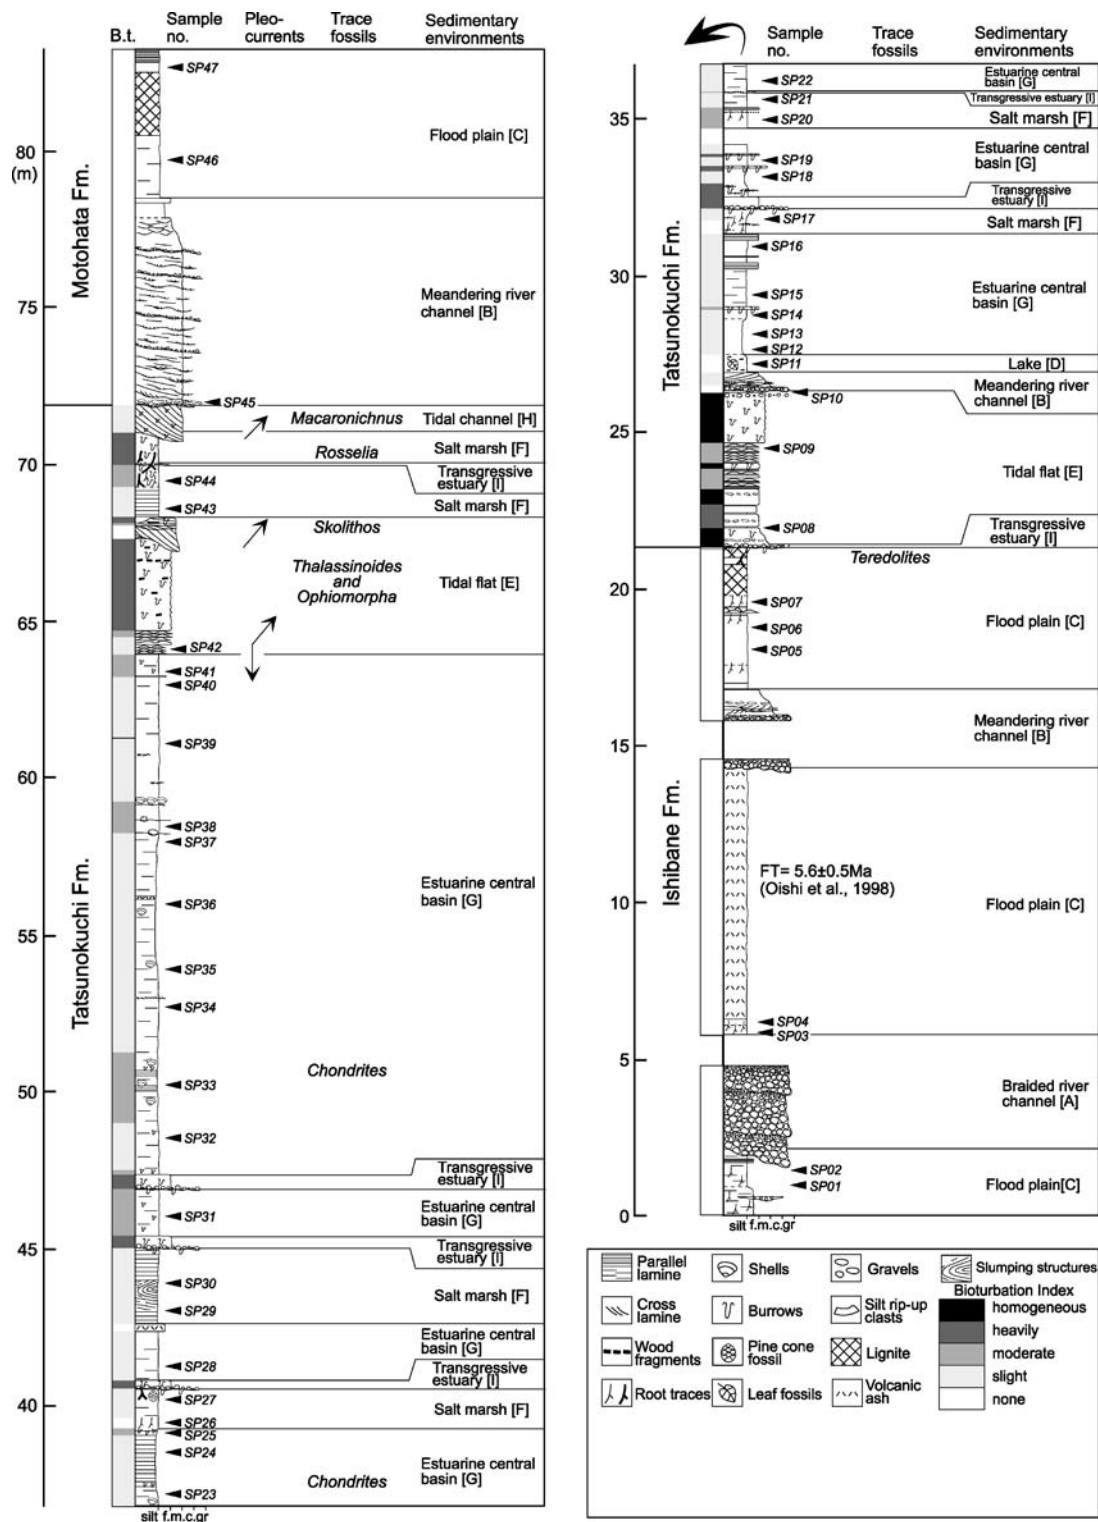 B.t.
Sample
no.
Pleo-
currents
Trace
fossils
Sedimentary
environments
80
(m)
75
70
65
60
55
50
45
40
Motohata Fm.
Tatsunokuchi Fm.
SP47
SP46
SP45
SP44
SP43
SP42
SP41
SP40
SP39
SP38
SP37
SP36
SP35
SP34
SP33
SP32
SP31
SP30
SP29
SP28
SP27
SP26
SP25
SP24
SP23
Macaronichnus
Rosselia
Skolithos
Thalassinoides
and
Ophiomorpha
Chondrites
Chondrites
Flood plain [C]
Meandering river
channel [B]
Tidal channel [H]
Salt marsh [F]
Transgressive
estuary [I]
Salt marsh [F]
Tidal flat [E]
Estuarine central
basin [G]
Transgressive
estuary [I]
Estuarine central
basin [G]
Transgressive
estuary [I]
Salt marsh [F]
Estuarine central
basin [G]
Transgressive
estuary [I]
Salt marsh [F]
Estuarine central
basin [G]
silt f.m.c.gr
Sample
no.
Trace
fossils
Sedimentary
environments
35
30
25
20
15
10
5
0
Tatsunokuchi Fm.
Ishibane Fm.
SP22
SP21
SP20
SP19
SP18
SP17
SP16
SP15
SP14
SP13
SP12
SP11
SP10
SP09
SP08
SP07
SP06
SP05
SP04
SP03
SP02
SP01
Teredolites
FT= 5.6±0.5Ma
(Oishi et al., 1998)
Estuarine central
basin [G]
Transgressive estuary [I]
Salt marsh [F]
Estuarine central
basin [G]
Transgressive
estuary [I]
Salt marsh [F]
Estuarine central
basin [G]
Lake [D]
Meandering river
channel [B]
Tidal flat [E]
Transgressive
estuary [I]
Flood plain [C]
Meandering river
channel [B]
Flood plain [C]
Braided river
channel [A]
Flood plain[C]
silt f.m.c.gr
Parallel
lamine
Shells
Gravels
Slumping structures
Cross
lamine
Burrows
Silt rip-up
clasts
Wood
fragments
Pine cone
fossil
Lignite
Root traces
Leaf fossils
Volcanic
ash
Bioturbation Index
homogeneous
heavily
moderate
slight
none